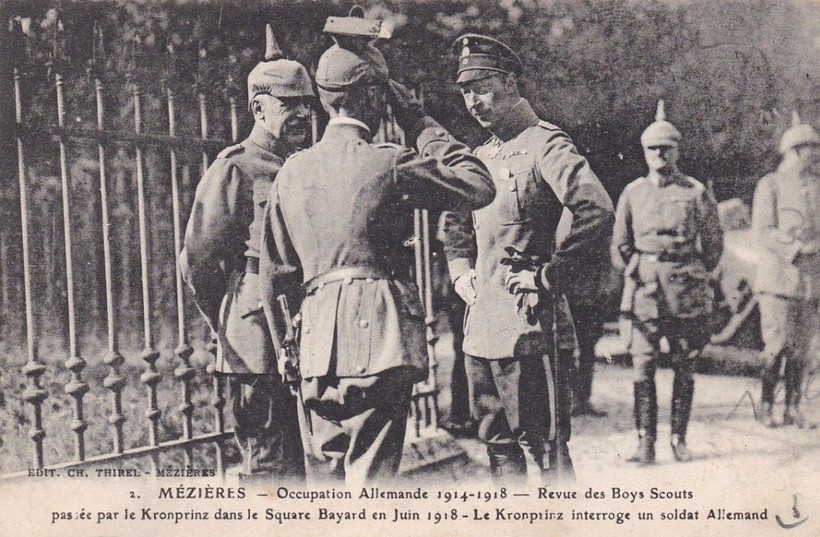 EDIT. CH. THIREL - MÉZIÈRES
2. MÉZIÈRES — Occupation Allemande 1914-1918 — Revue des Boys Scouts
passée par le Kronprinz dans le Square Bayard en Juin 1918 - Le Kronprinz interroge un soldat Allemand